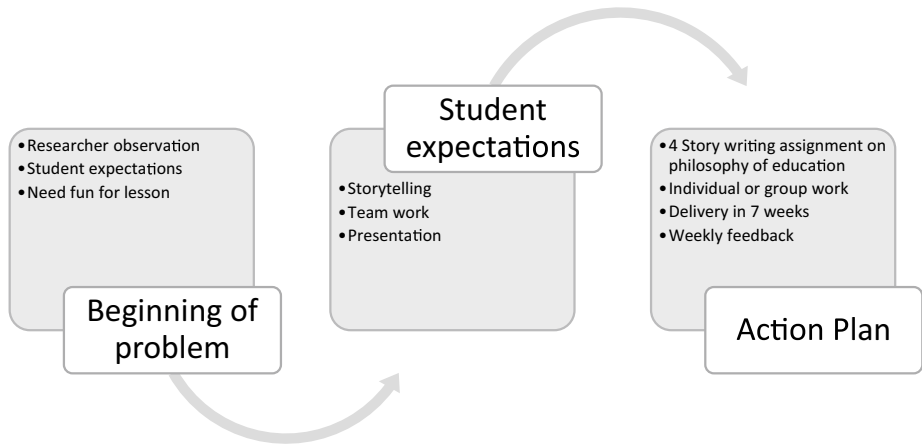 • Researcher observation
• Student expectations
• Need fun for lesson
Beginning of
problem
Student
expectations
• Storytelling
• Team work
• Presentation
• 4 Story writing assignment on
philosophy of education
• Individual or group work
• Delivery in 7 weeks
• Weekly feedback
Action Plan